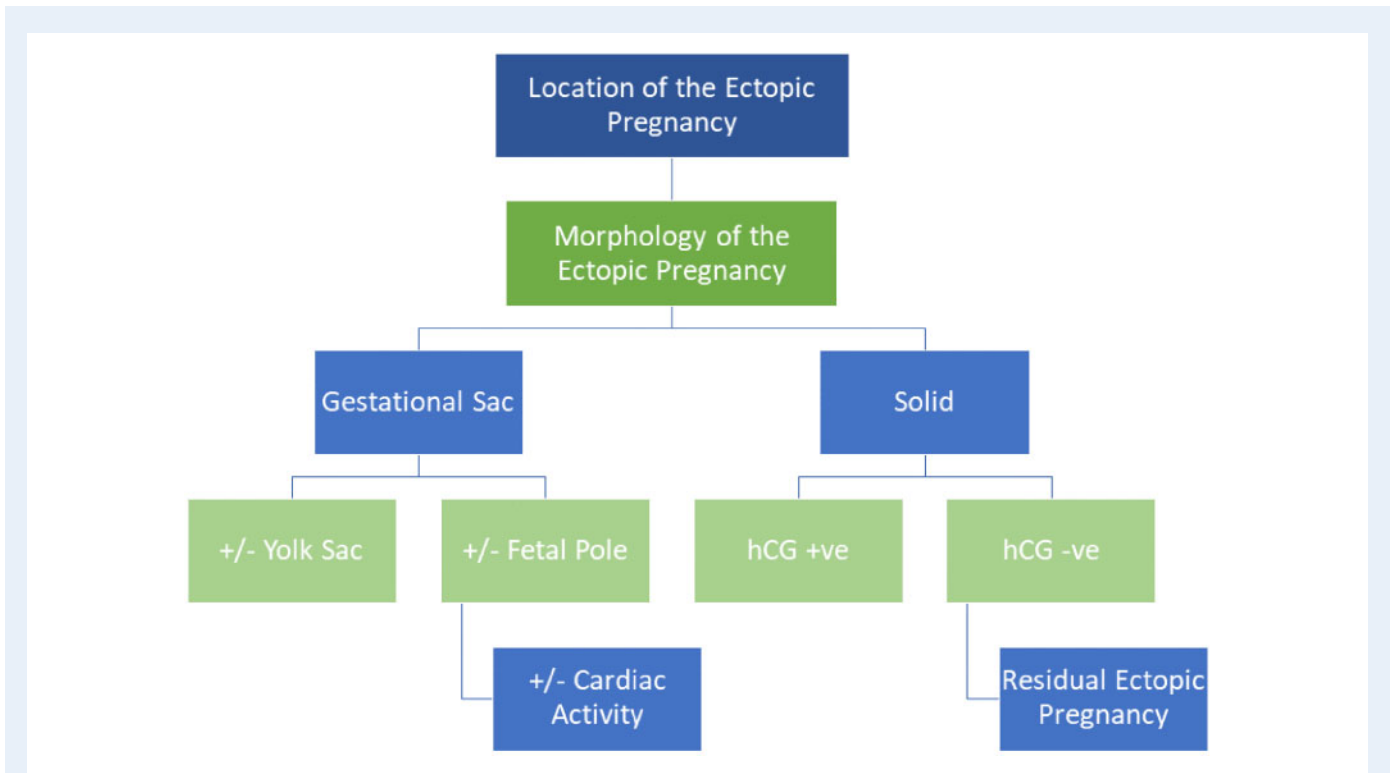 Location of the Ectopic
Pregnancy
Morphology of the
Ectopic Pregnancy
Gestational Sac
Solid
+/- Yolk Sac
+/- Fetal Pole
hCG +ve
hCG -ve
+/- Cardiac
Activity
Residual Ectopic
Pregnancy